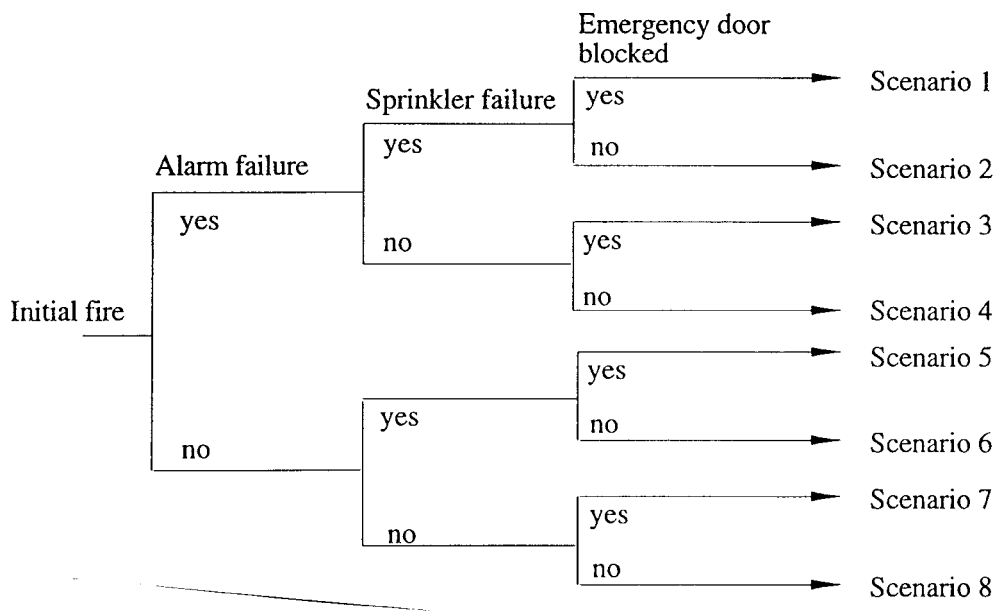 Emergency door
blocked
Scenario 1
Sprinkler failure
yes
yes
no
Alarm failure
Scenario 2
yes
Scenario 3
no
yes
no
Initial fire
Scenario 4
Scenario 5
yes
yes
no
no
Scenario 6
Scenario 7
yes
no
no
Scenario 8